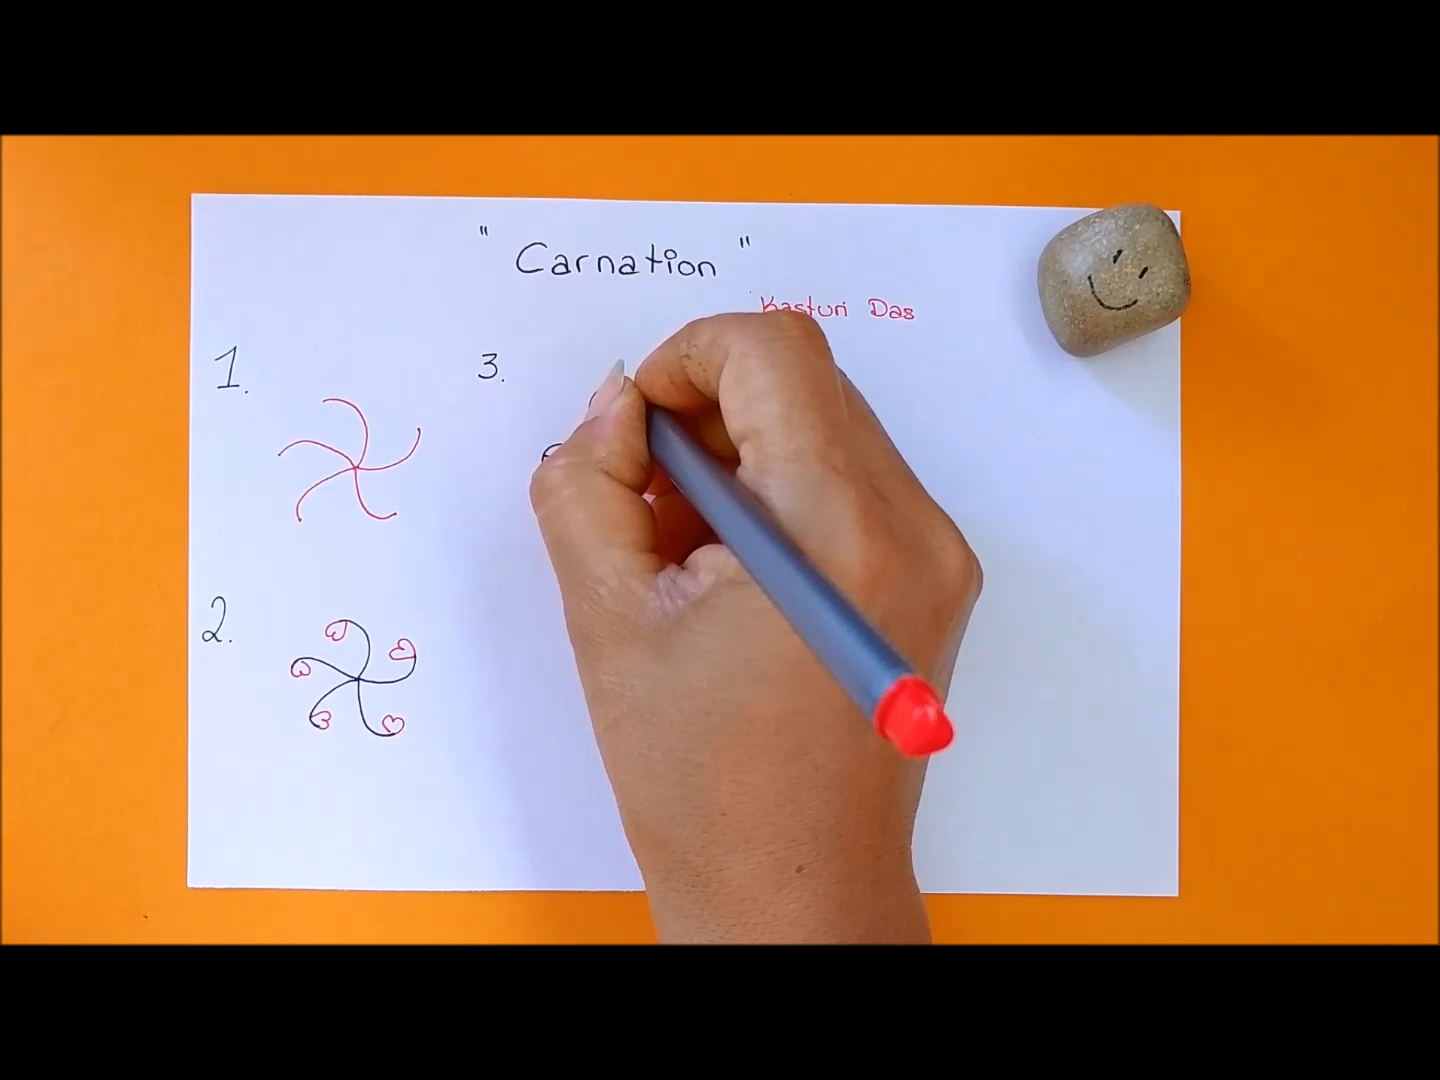 " Carnation "
Kasturi Das
1.
3.
2.